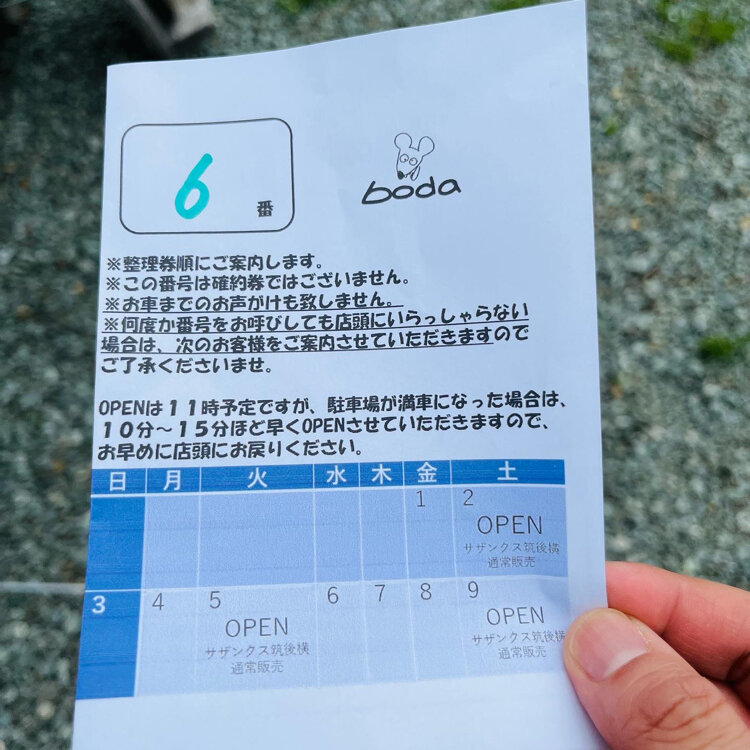 6 番
boda
※整理券順にご案内します。
※この番号は確約券ではございません。
※お車までのお声がけも致しません。
※何度か番号をお呼びしても店頭にいらっしゃらない
場合は、次のお客様をご案内させていただきますので
ご了承くださいませ。
OPENは11時予定ですが、駐車場が満車になった場合は、
10分~15分ほど早くOPENさせていただきますので、
お早めに店頭にお戻りください。
日 月 火 水 木 金 土
1 2
OPEN
サザンクス筑後横
通常販売
3 4 5 6 7 8 9
OPEN OPEN
サザンクス筑後横 サザンクス筑後横
通常販売 通常販売